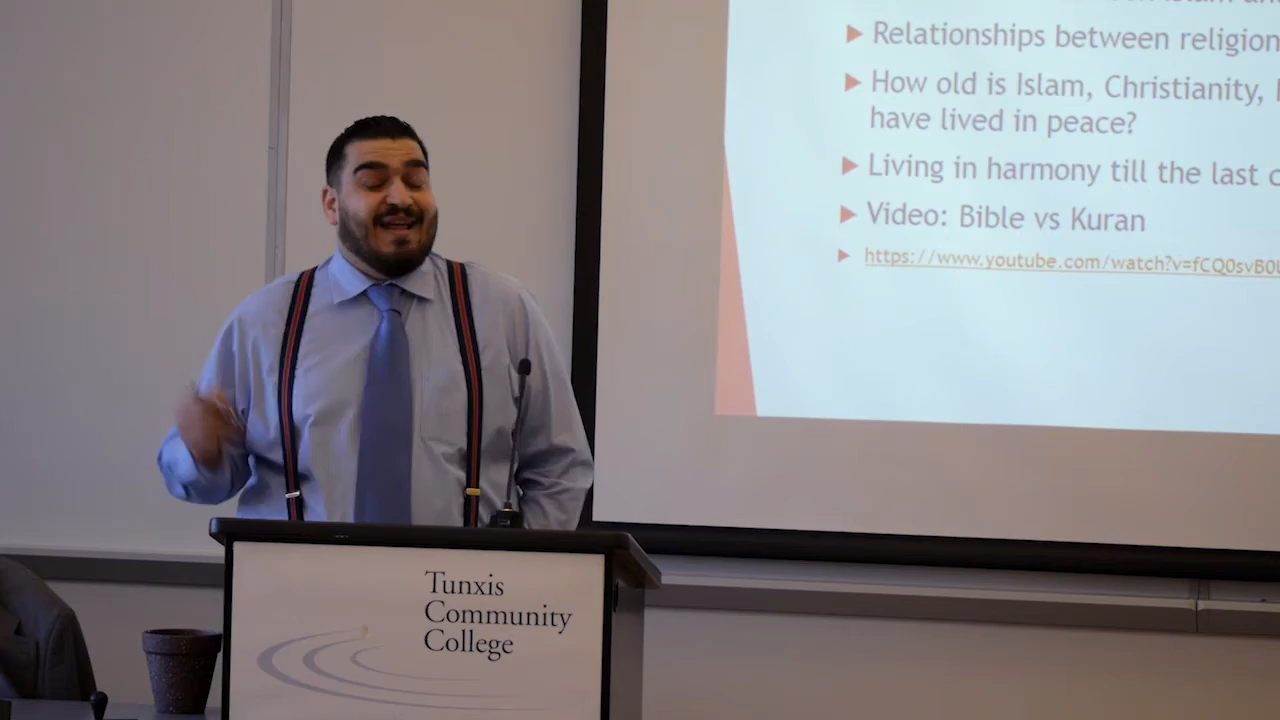 Relationships between religion
How old is Islam, Christianity,
have lived in peace?
Living in harmony till the last
Video: Bible vs Kuran
https://www.youtube.com/watch?v=fCQ0svB0
Tunxis
Community
College